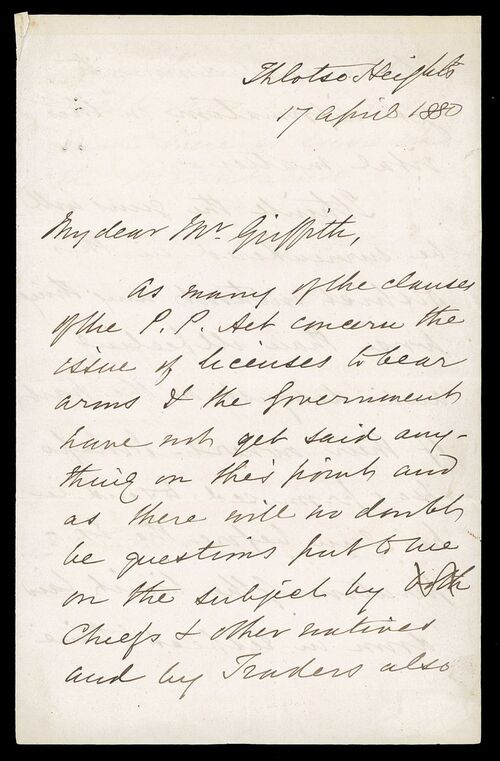 Thlotse Heights
17 April 1880
My dear Mr. Griffith,
As many of the clauses
of the P. P. Act concern the
issue of licenses to bear
arms & the Government
have not yet said any-
thing on this point and
as there will no doubt
be questions put to me
on the subject by both
Chiefs & other natives
and by Traders also